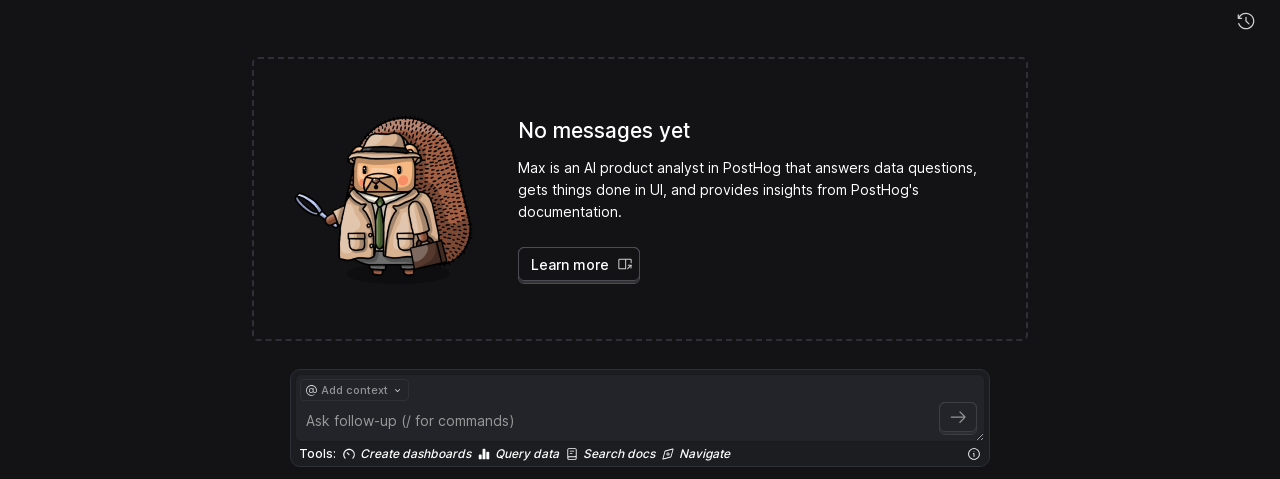 No messages yet
Max is an AI product analyst in PostHog that answers data questions,
gets things done in UI, and provides insights from PostHog's
documentation.
Learn more
@ Add context
Ask follow-up (/ for commands)
Tools: Create dashboards Query data Search docs Navigate